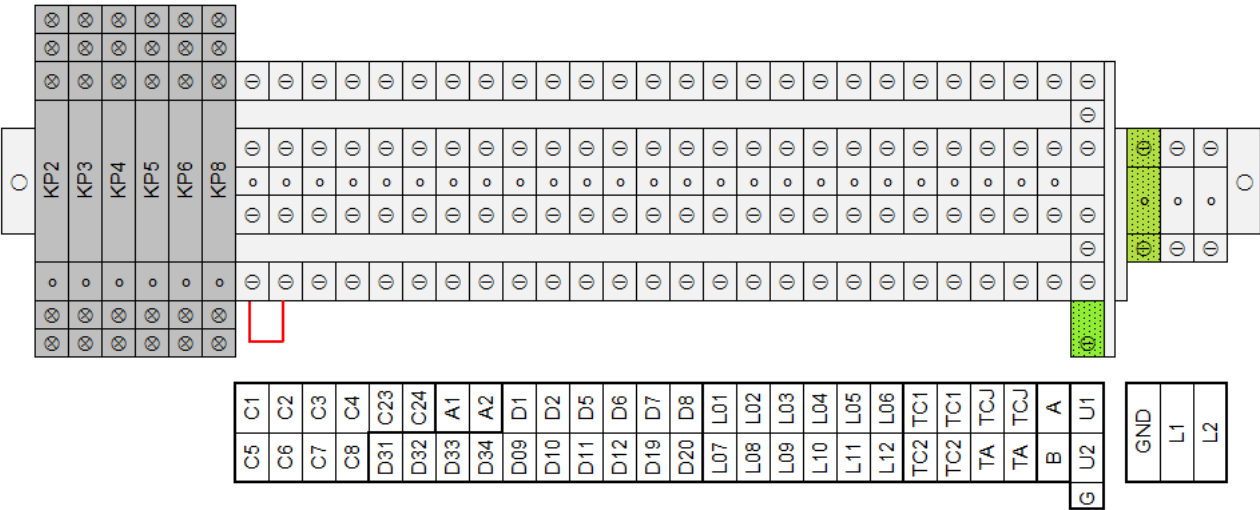 KP2 KP3 KP4 KP5 KP6 KP8
C1 C2 C3 C4 C23 C24 A1 A2 D1 D2 D5 D6 D7 D8 L01 L02 L03 L04 L05 L06 TC1 TC1 TCJ TCJ A U1
C5 C6 C7 C8 D31 D32 D33 D34 D09 D10 D11 D12 D19 D20 L07 L08 L09 L10 L11 L12 TC2 TC2 TA TA B U2
G
GND L1 L2